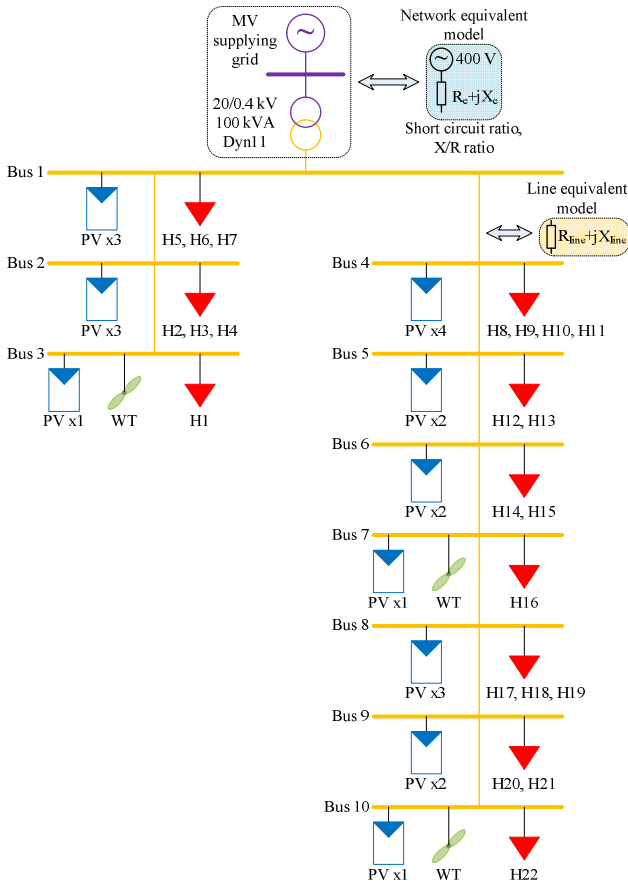 MV
supplying
grid
20/0.4 kV
100 kVA
Dyn11
Network equivalent
model
~ 400 V
Re+jXe
Short circuit ratio,
X/R ratio
Bus 1
PV x3
H5, H6, H7
Line equivalent
model
Rline+jXline
Bus 2
PV x3
H2, H3, H4
Bus 3
PV x1
WT
H1
Bus 4
PV x4
H8, H9, H10, H11
Bus 5
PV x2
H12, H13
Bus 6
PV x2
H14, H15
Bus 7
PV x1
WT
H16
Bus 8
PV x3
H17, H18, H19
Bus 9
PV x2
H20, H21
Bus 10
PV x1
WT
H22